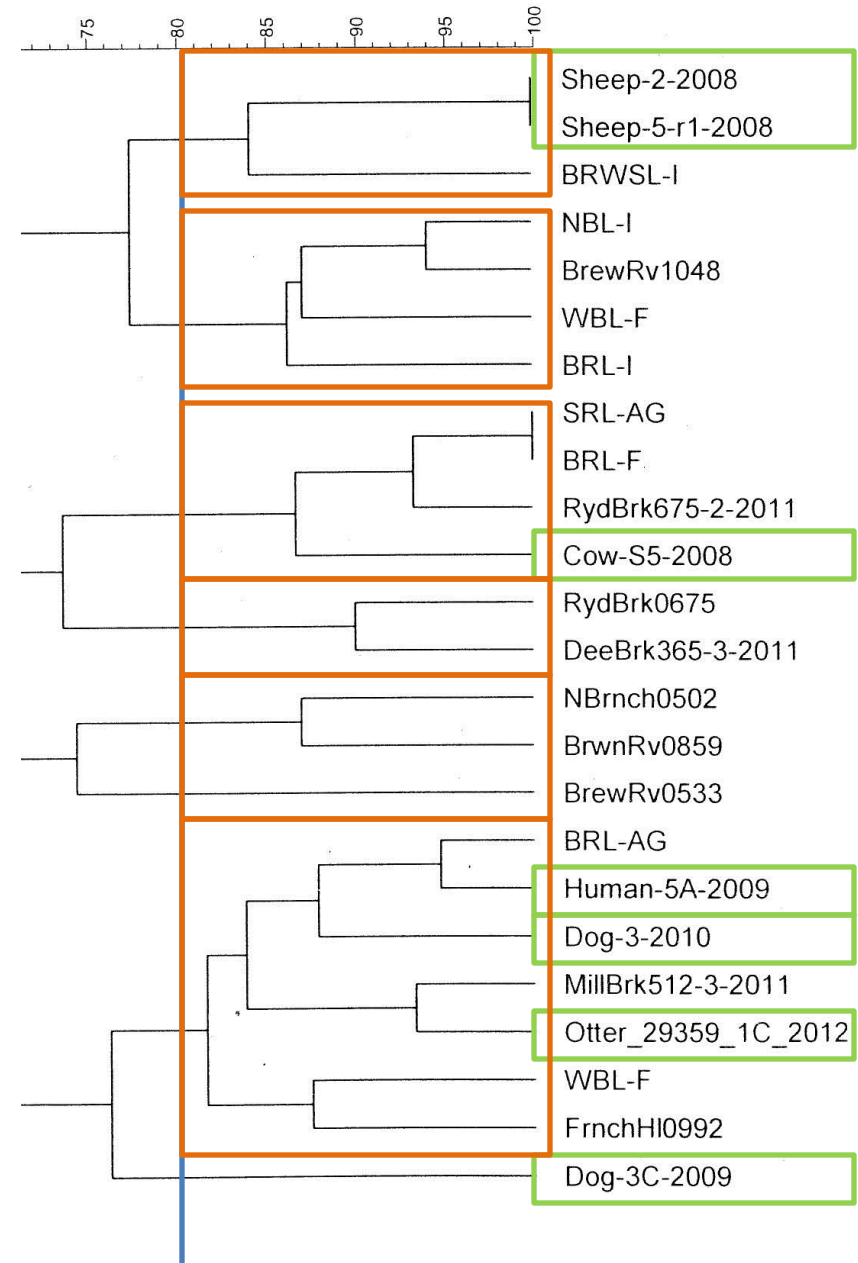 75 80 85 90 95 100
Sheep-2-2008
Sheep-5-r1-2008
BRWSL-I
NBL-I
BrewRv1048
WBL-F
BRL-I
SRL-AG
BRL-F
RydBrk675-2-2011
Cow-S5-2008
RydBrk0675
DeeBrk365-3-2011
NBrnch0502
BrwnRv0859
BrewRv0533
BRL-AG
Human-5A-2009
Dog-3-2010
MillBrk512-3-2011
Otter_29359_1C_2012
WBL-F
FrnchHl0992
Dog-3C-2009